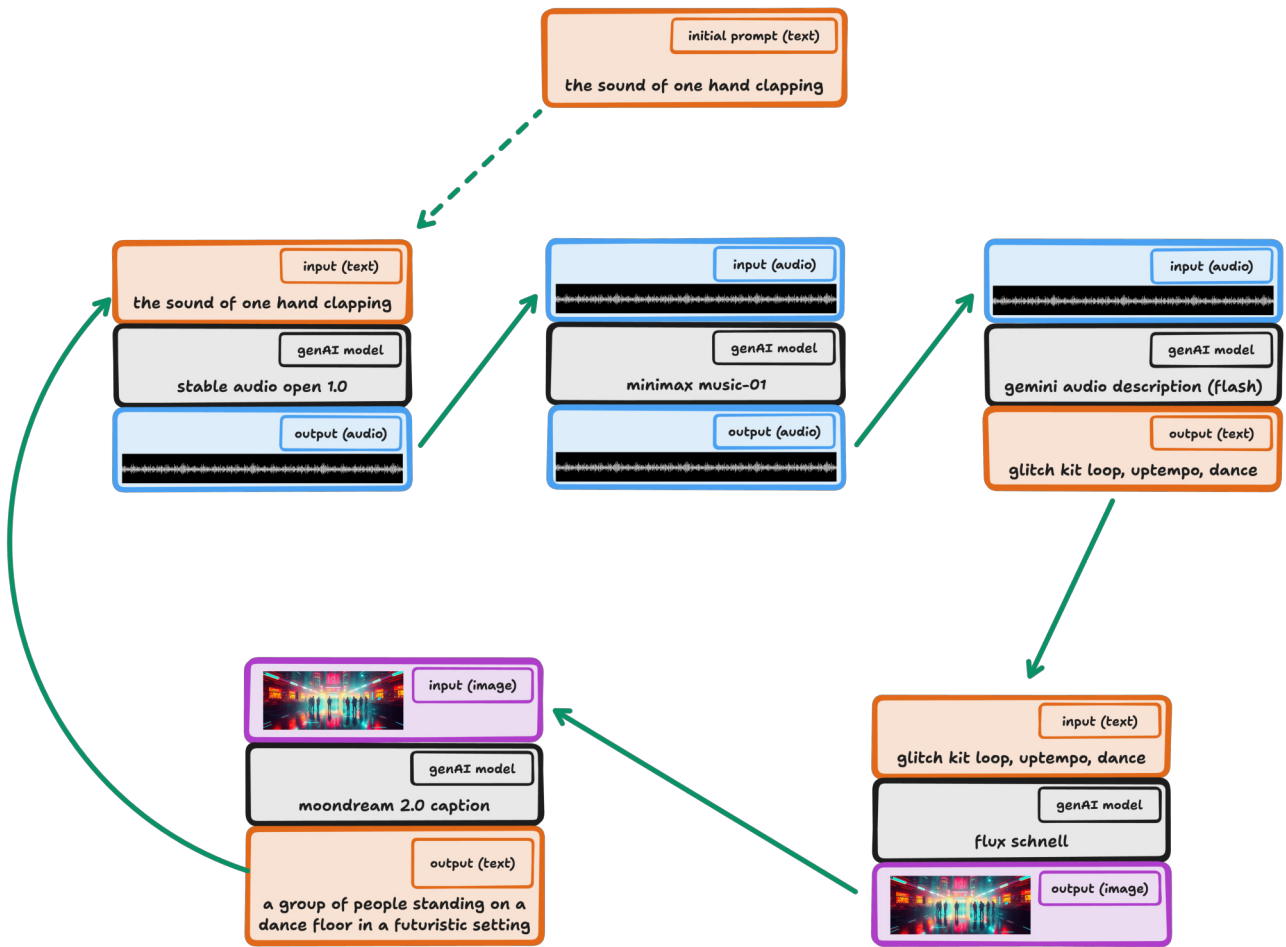 initial prompt (text)
the sound of one hand clapping
input (text)
the sound of one hand clapping
genAI model
stable audio open 1.0
output (audio)
input (audio)
genAI model
minimax music-01
output (audio)
input (audio)
genAI model
gemini audio description (flash)
output (text)
glitch kit loop, uptempo, dance
input (text)
glitch kit loop, uptempo, dance
genAI model
flux schnell
output (image)
input (image)
genAI model
moondream 2.0 caption
output (text)
a group of people standing on a
dance floor in a futuristic setting